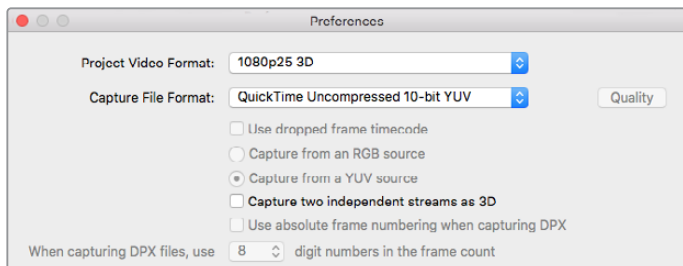 Preferences
Project Video Format: 1080p25 3D
Capture File Format: QuickTime Uncompressed 10-bit YUV Quality
Use dropped frame timecode
Capture from an RGB source
Capture from a YUV source
Capture two independent streams as 3D
Use absolute frame numbering when capturing DPX
When capturing DPX files, use 8 digit numbers in the frame count